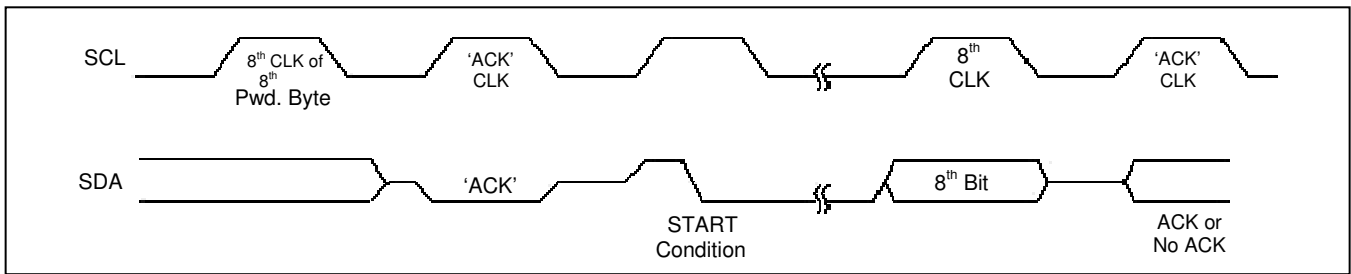 SCL
8th CLK of
8th
Pwd. Byte
'ACK'
CLK
8th
CLK
'ACK'
CLK
SDA
'ACK'
START
Condition
8th Bit
ACK or
No ACK